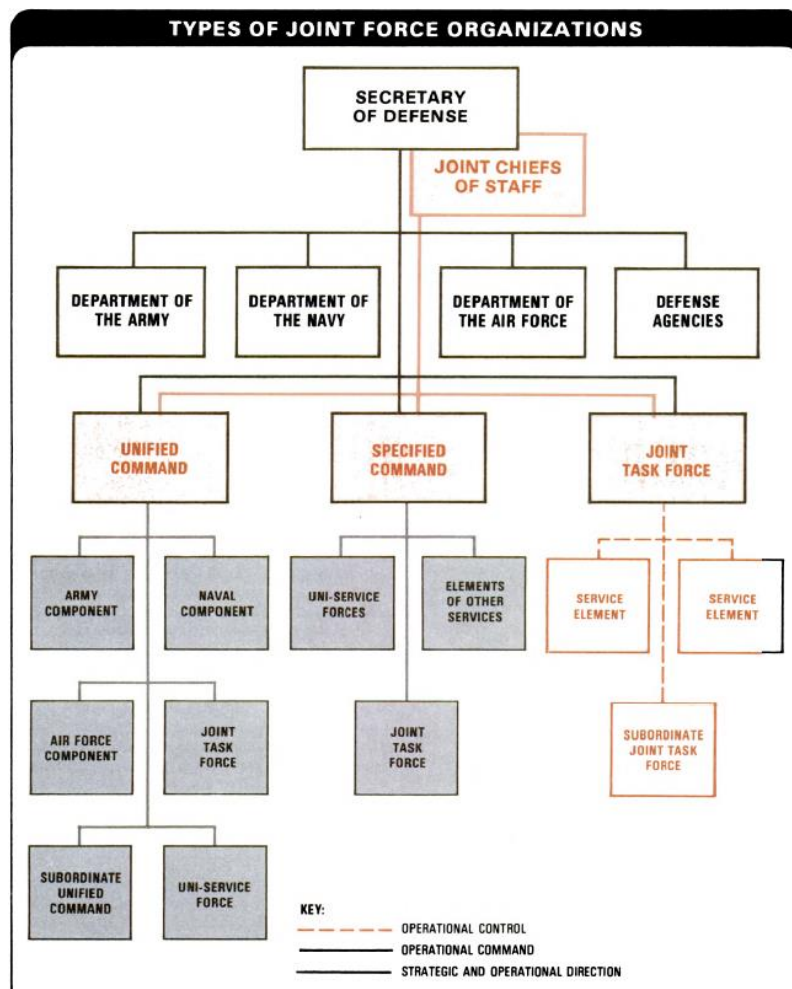 TYPES OF JOINT FORCE ORGANIZATIONS
SECRETARY
OF DEFENSE
JOINT CHIEFS
OF STAFF
DEPARTMENT OF
THE ARMY
DEPARTMENT OF
THE NAVY
DEPARTMENT OF
THE AIR FORCE
DEFENSE
AGENCIES
UNIFIED
COMMAND
SPECIFIED
COMMAND
JOINT
TASK FORCE
ARMY
COMPONENT
NAVAL
COMPONENT
UNI-SERVICE
FORCES
ELEMENTS
OF OTHER
SERVICES
SERVICE
ELEMENT
SERVICE
ELEMENT
AIR FORCE
COMPONENT
JOINT
TASK
FORCE
JOINT
TASK
FORCE
SUBORDINATE
JOINT TASK
FORCE
SUBORDINATE
UNIFIED
COMMAND
UNI-SERVICE
FORCE
KEY:
OPERATIONAL CONTROL
OPERATIONAL COMMAND
STRATEGIC AND OPERATIONAL DIRECTION